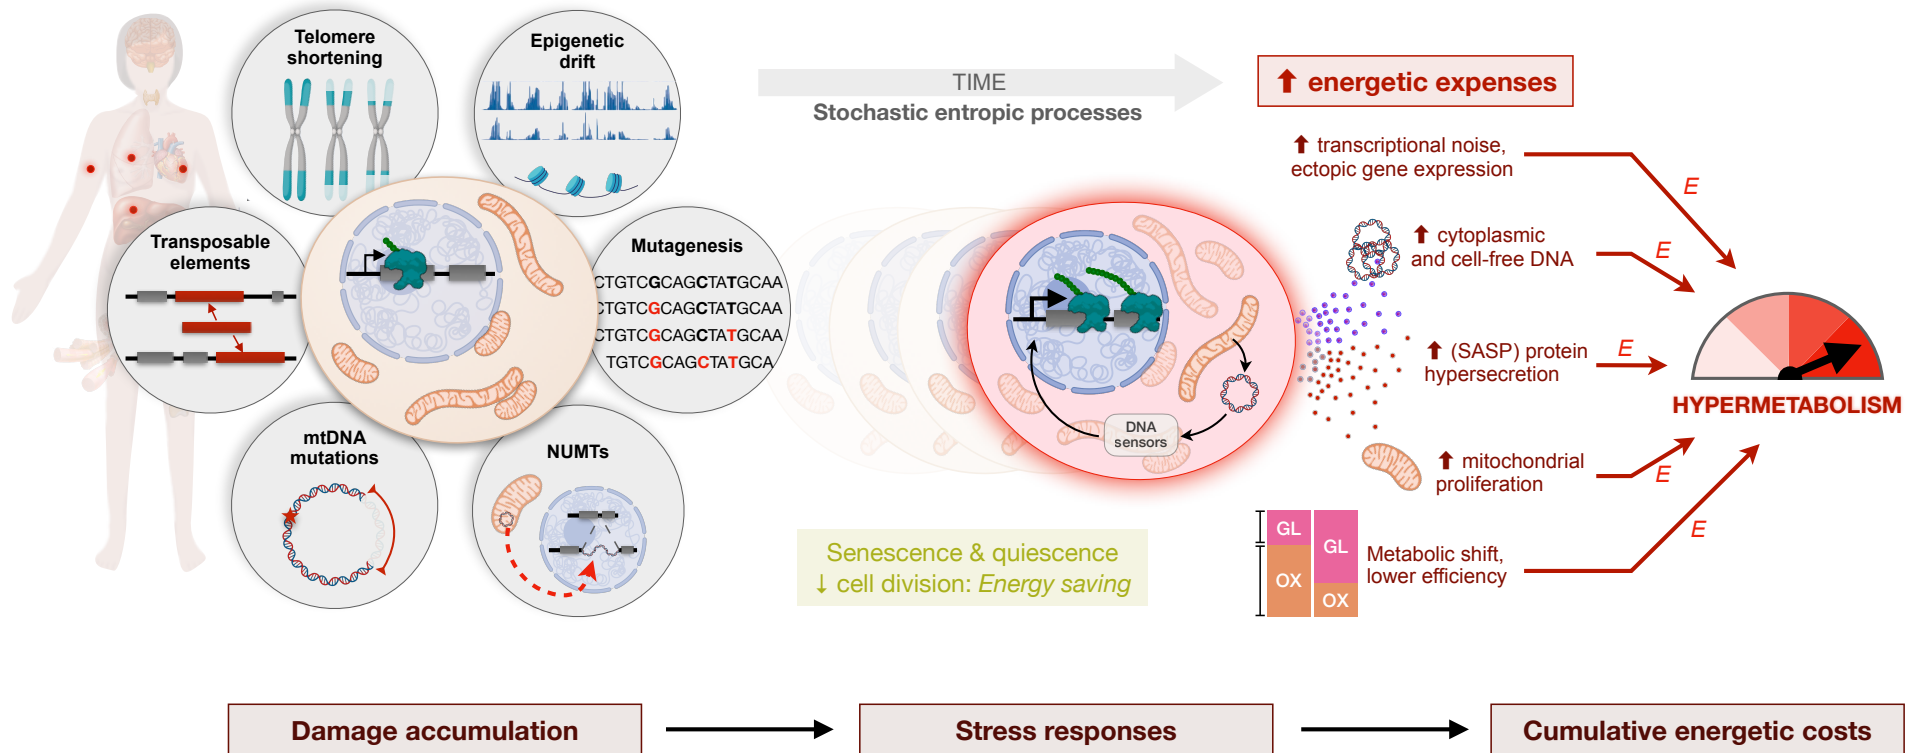 Telomere
shortening
Epigenetic
drift
Transposable
elements
Mutagenesis
CTGTCGCAGCTATGCAA
CTGTCGCAGCTATGCAA
CTGTCGCAGCTATGCAA
TGTCGCAGCTATGCA
mtDNA
mutations
NUMTs
TIME
Stochastic entropic processes
DNA
sensors
Senescence & quiescence
↓ cell division: Energy saving
⬆ energetic expenses
⬆ transcriptional noise,
ectopic gene expression
E
⬆ cytoplasmic
and cell-free DNA
E
⬆ (SASP) protein
hypersecretion
E
⬆ mitochondrial
proliferation
E
GL
OX
GL
OX
Metabolic shift,
lower efficiency
E
HYPERMETABOLISM
Damage accumulation
Stress responses
Cumulative energetic costs